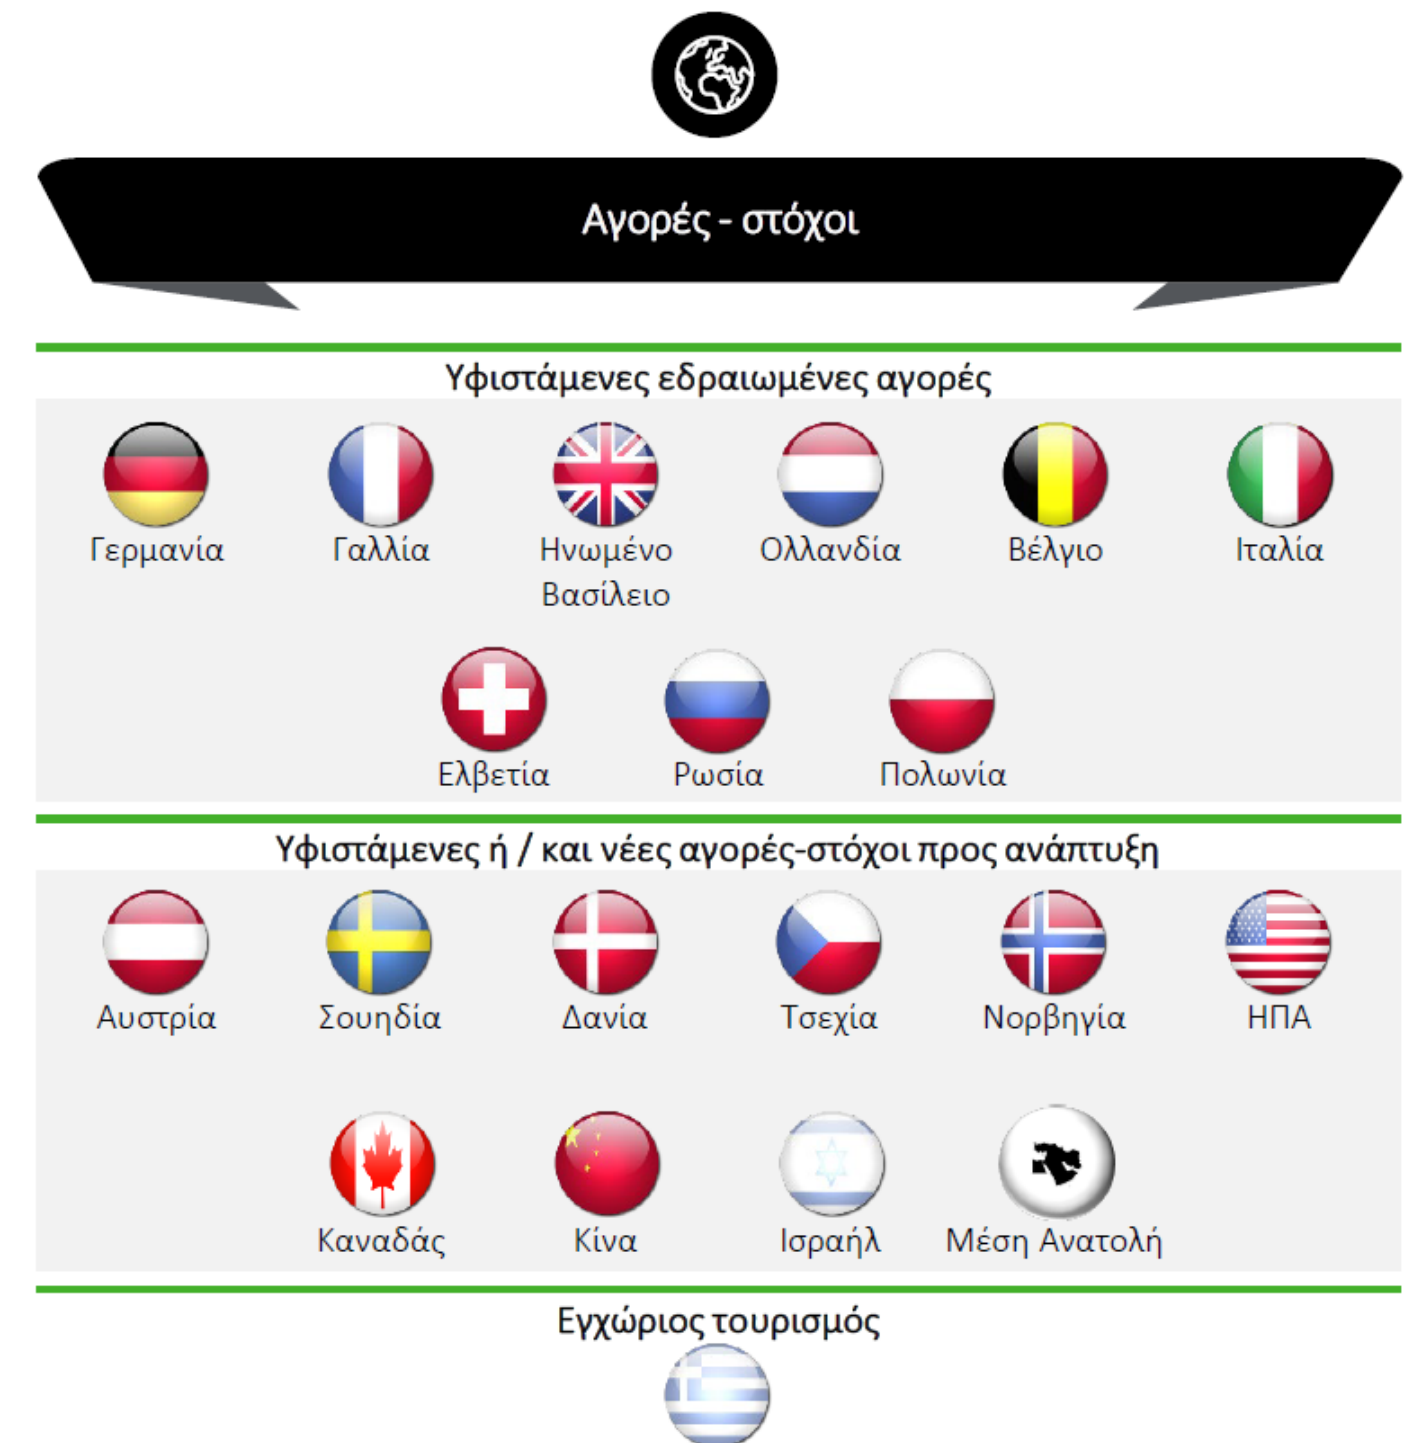 Αγορές - στόχοι
Υφιστάμενες εδραιωμένες αγορές
Γερμανία Γαλλία Ηνωμένο Βασίλειο Ολλανδία Βέλγιο Ιταλία
Ελβετία Ρωσία Πολωνία
Υφιστάμενες ή / και νέες αγορές-στόχοι προς ανάπτυξη
Αυστρία Σουηδία Δανία Τσεχία Νορβηγία ΗΠΑ
Καναδάς Κίνα Ισραήλ Μέση Ανατολή
Εγχώριος τουρισμός